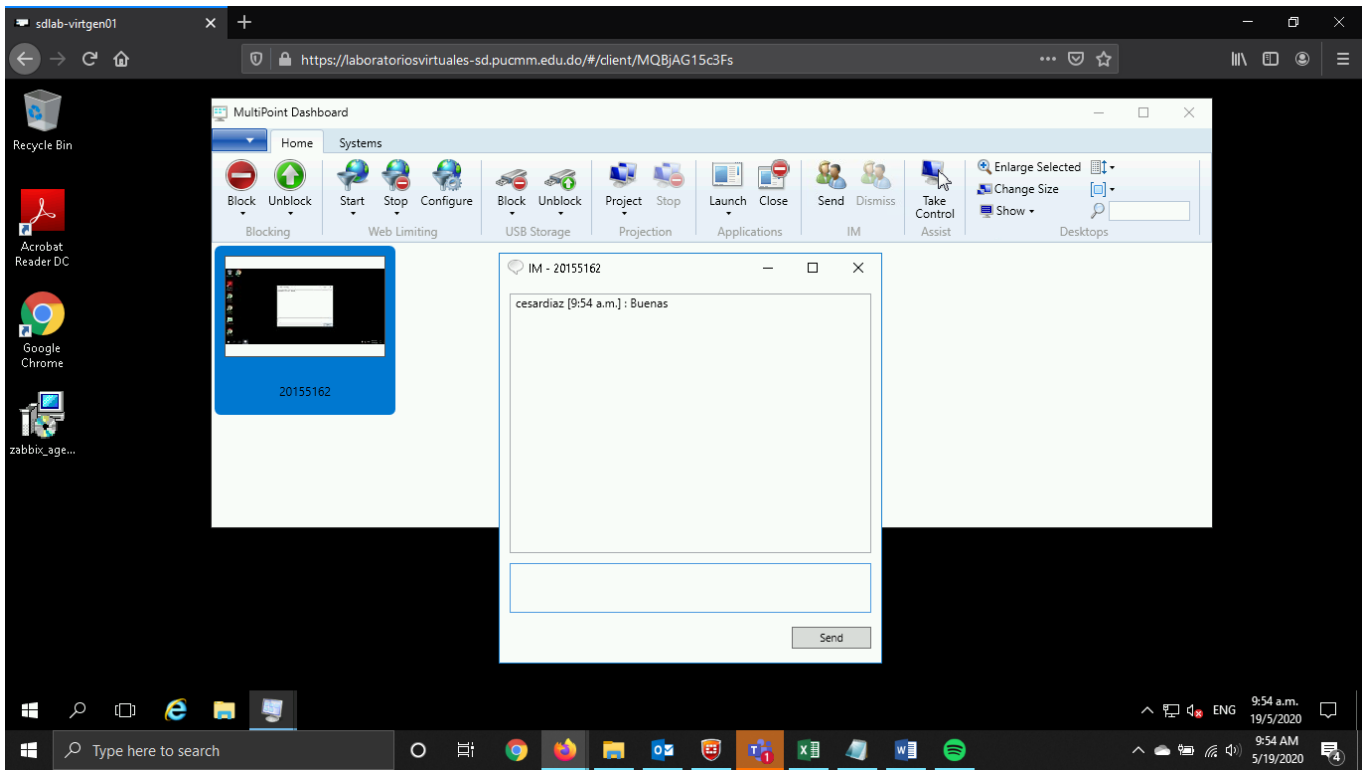 sdlab-virtgen01
https://laboratoriosvirtuales-sd.pucmm.edu.do/#/client/MQBjAG15c3Fs
Recycle Bin
Acrobat
Reader DC
Google
Chrome
zabbix_age...
MultiPoint Dashboard
Home Systems
Block Unblock Start Stop Configure Block Unblock Project Stop Launch Close Send Dismiss Take
Control
Enlarge Selected
Change Size
Show
Blocking Web Limiting USB Storage Projection Applications IM Assist Desktops
20155162
IM - 20155162
cesardiaz [9:54 a.m.] : Buenas
Send
ENG 9:54 a.m.
19/5/2020
Type here to search
9:54 AM
5/19/2020
4